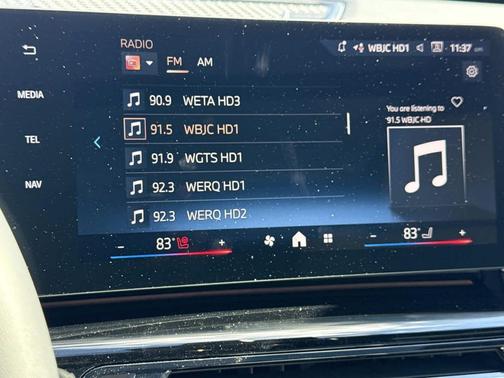 RADIO
WBJC HD1 11:37 am
FM AM
MEDIA
TEL
NAV
90.9 WETA HD3
91.5 WBJC HD1
91.9 WGTS HD1
92.3 WERQ HD1
92.3 WERQ HD2
You are listening to
91.5 WBJC-HD
− 83° +
− 83° +